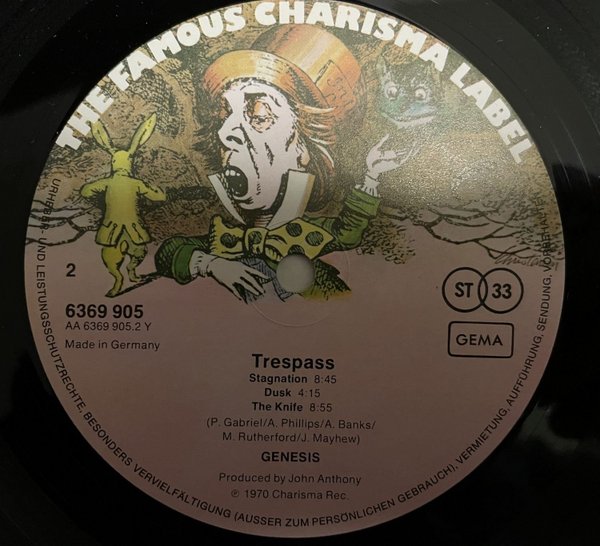 THE FAMOUS CHARISMA LABEL
2
6369 905
AA 6369 905.2 Y
Made in Germany
ST 33
GEMA
Trespass
Stagnation 8:45
Dusk 4:15
The Knife 8:55
(P. Gabriel/A. Phillips/A. Banks/
M. Rutherford/J. Mayhew)
GENESIS
Produced by John Anthony
℗ 1970 Charisma Rec.
URHEBER- UND LEISTUNGSSCHUTZRECHTE, BESONDERS VERVIELFÄLTIGUNG (AUSSER ZUM PERSÖNLICHEN GEBRAUCH), VERMIETUNG, AUFFÜHRUNG, SENDUNG, VORBEHALTEN